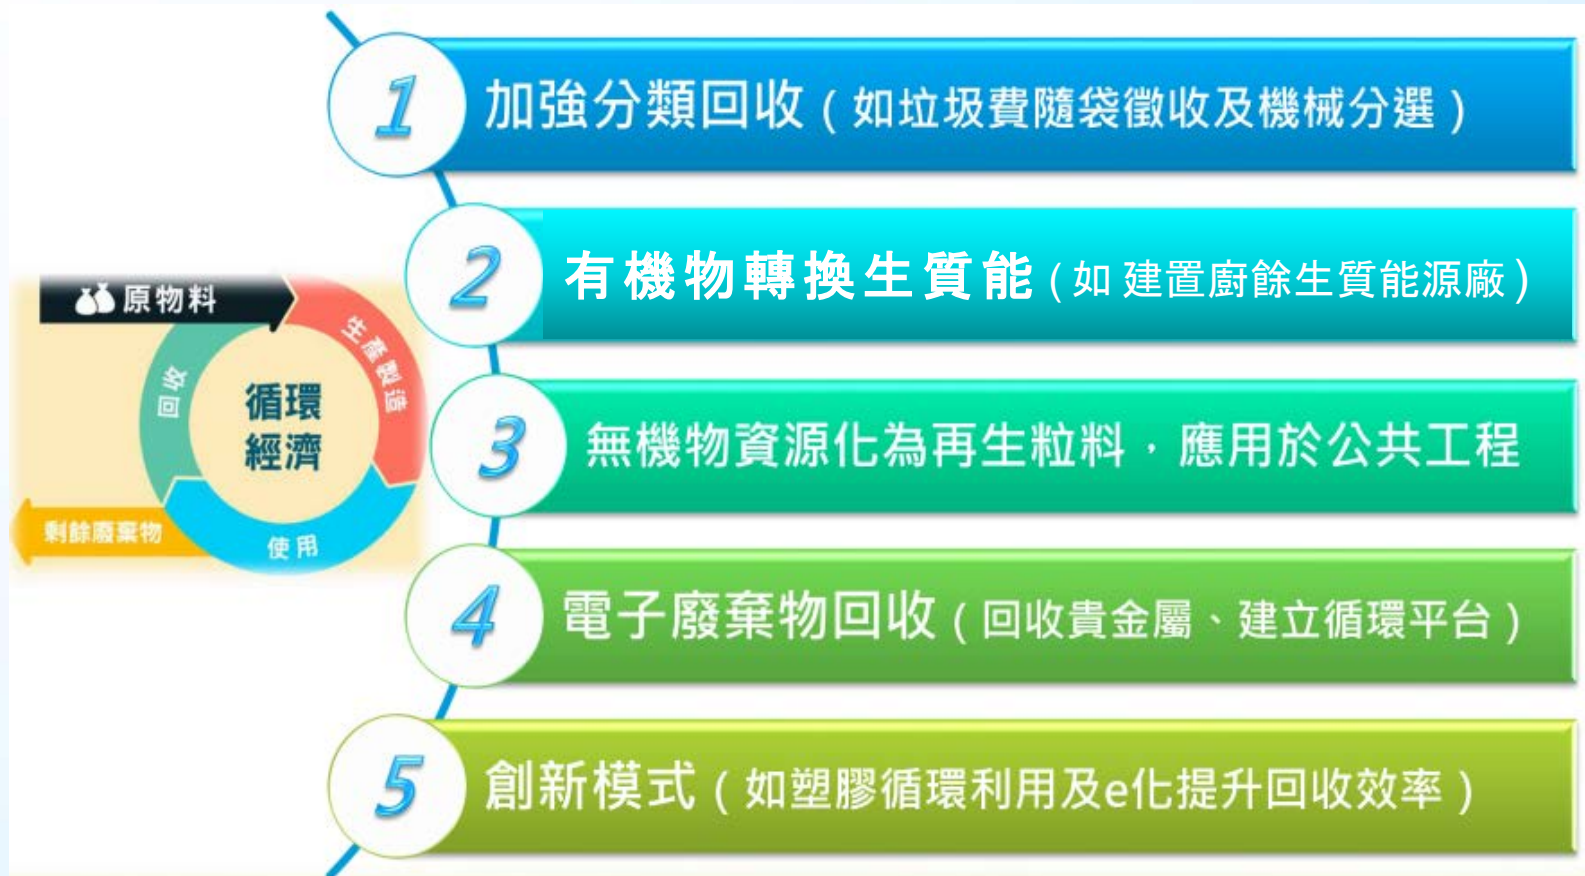 1
加強分類回收（如垃圾費隨袋徵收及機械分選）
2
有機物轉換生質能（如 建置廚餘生質能源廠）
原物料
生產製造
回收
循環
經濟
3
無機物資源化為再生粒料，應用於公共工程
剩餘廢棄物
使用
4
電子廢棄物回收（回收貴金屬、建立循環平台）
5
創新模式（如塑膠循環利用及e化提升回收效率）